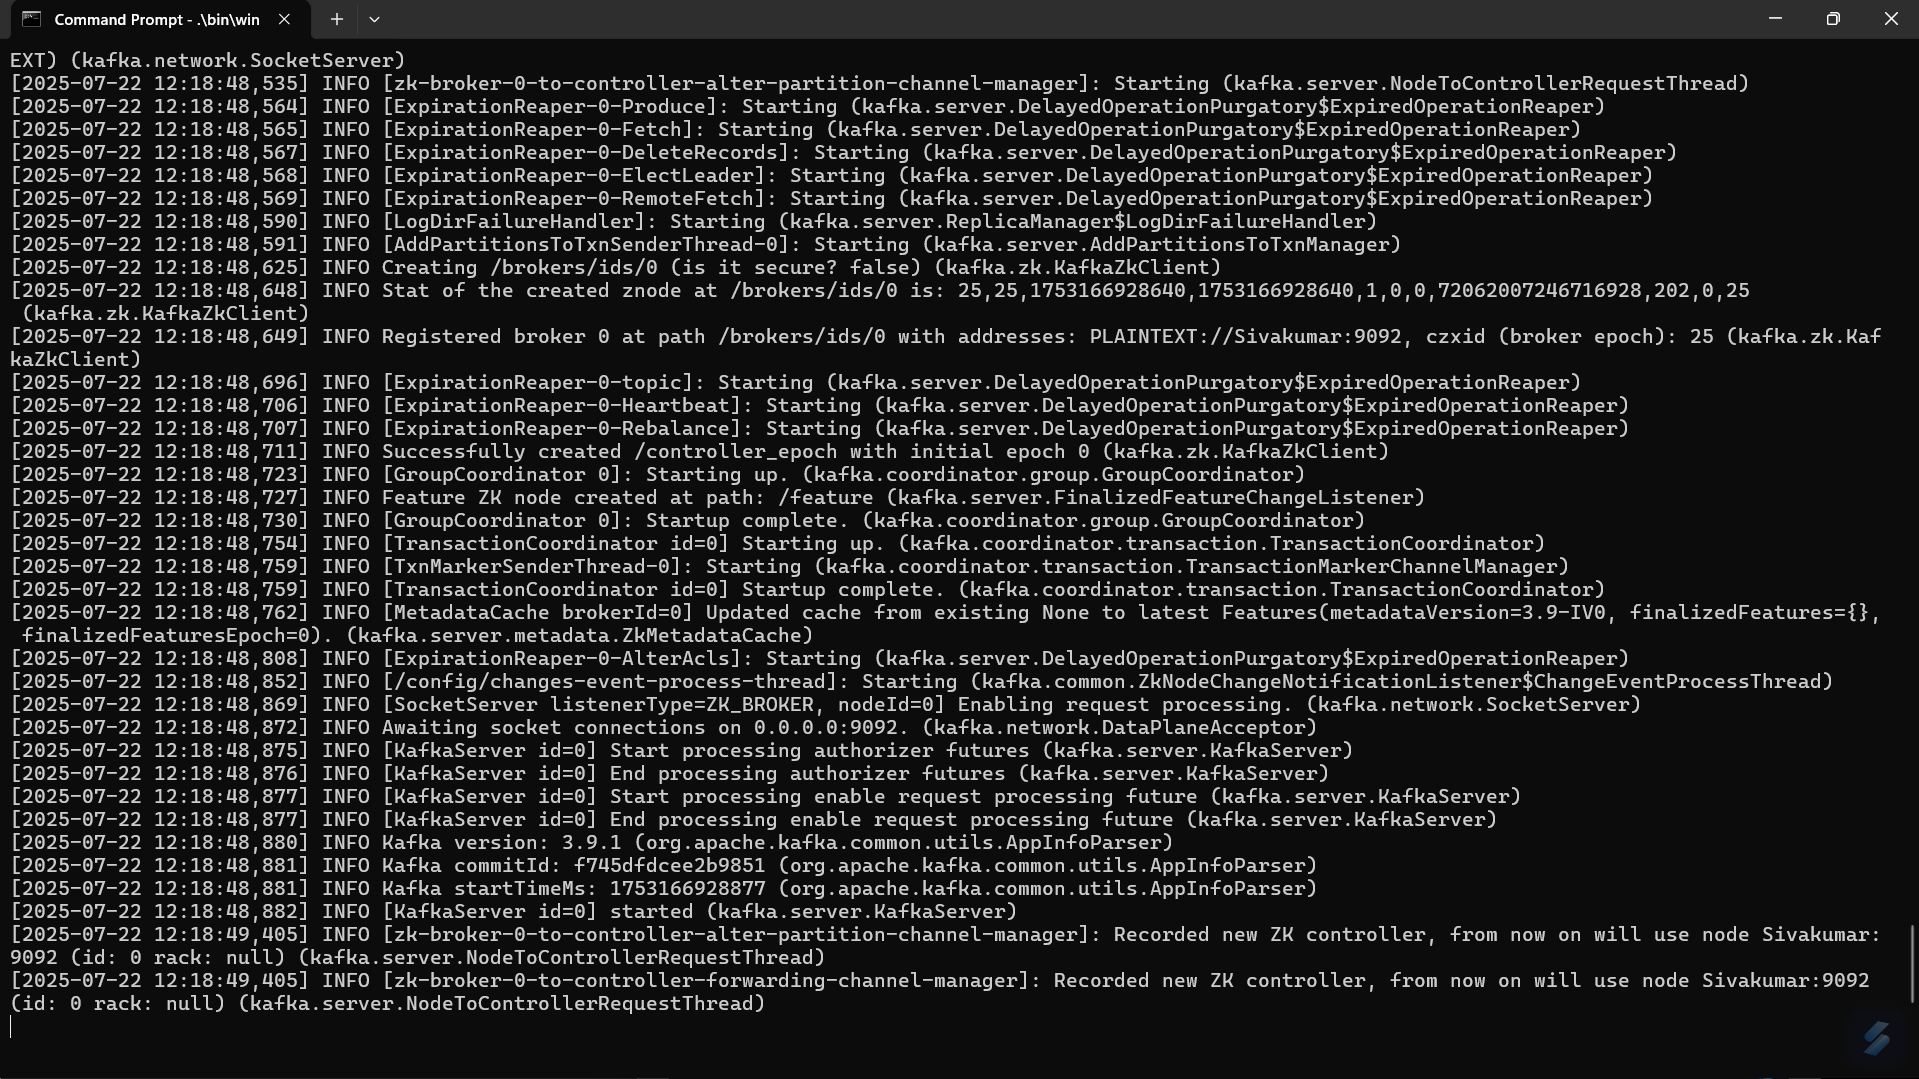 Command Prompt - .\bin\win
EXT) (kafka.network.SocketServer)
[2025-07-22 12:18:48,535] INFO [zk-broker-0-to-controller-alter-partition-channel-manager]: Starting (kafka.server.NodeToControllerRequestThread)
[2025-07-22 12:18:48,564] INFO [ExpirationReaper-0-Produce]: Starting (kafka.server.DelayedOperationPurgatory$ExpiredOperationReaper)
[2025-07-22 12:18:48,565] INFO [ExpirationReaper-0-Fetch]: Starting (kafka.server.DelayedOperationPurgatory$ExpiredOperationReaper)
[2025-07-22 12:18:48,567] INFO [ExpirationReaper-0-DeleteRecords]: Starting (kafka.server.DelayedOperationPurgatory$ExpiredOperationReaper)
[2025-07-22 12:18:48,568] INFO [ExpirationReaper-0-ElectLeader]: Starting (kafka.server.DelayedOperationPurgatory$ExpiredOperationReaper)
[2025-07-22 12:18:48,569] INFO [ExpirationReaper-0-RemoteFetch]: Starting (kafka.server.DelayedOperationPurgatory$ExpiredOperationReaper)
[2025-07-22 12:18:48,590] INFO [LogDirFailureHandler]: Starting (kafka.server.ReplicaManager$LogDirFailureHandler)
[2025-07-22 12:18:48,591] INFO [AddPartitionsToTxnSenderThread-0]: Starting (kafka.server.AddPartitionsToTxnManager)
[2025-07-22 12:18:48,625] INFO Creating /brokers/ids/0 (is it secure? false) (kafka.zk.KafkaZkClient)
[2025-07-22 12:18:48,648] INFO Stat of the created znode at /brokers/ids/0 is: 25,25,1753166928640,1753166928640,1,0,0,72062007246716928,202,0,25
(kafka.zk.KafkaZkClient)
[2025-07-22 12:18:48,649] INFO Registered broker 0 at path /brokers/ids/0 with addresses: PLAINTEXT://Sivakumar:9092, czxid (broker epoch): 25 (kafka.zk.Kaf
kaZkClient)
[2025-07-22 12:18:48,696] INFO [ExpirationReaper-0-topic]: Starting (kafka.server.DelayedOperationPurgatory$ExpiredOperationReaper)
[2025-07-22 12:18:48,706] INFO [ExpirationReaper-0-Heartbeat]: Starting (kafka.server.DelayedOperationPurgatory$ExpiredOperationReaper)
[2025-07-22 12:18:48,707] INFO [ExpirationReaper-0-Rebalance]: Starting (kafka.server.DelayedOperationPurgatory$ExpiredOperationReaper)
[2025-07-22 12:18:48,711] INFO Successfully created /controller_epoch with initial epoch 0 (kafka.zk.KafkaZkClient)
[2025-07-22 12:18:48,723] INFO [GroupCoordinator 0]: Starting up. (kafka.coordinator.group.GroupCoordinator)
[2025-07-22 12:18:48,727] INFO Feature ZK node created at path: /feature (kafka.server.FinalizedFeatureChangeListener)
[2025-07-22 12:18:48,730] INFO [GroupCoordinator 0]: Startup complete. (kafka.coordinator.group.GroupCoordinator)
[2025-07-22 12:18:48,754] INFO [TransactionCoordinator id=0] Starting up. (kafka.coordinator.transaction.TransactionCoordinator)
[2025-07-22 12:18:48,759] INFO [TxnMarkerSenderThread-0]: Starting (kafka.coordinator.transaction.TransactionMarkerChannelManager)
[2025-07-22 12:18:48,759] INFO [TransactionCoordinator id=0] Startup complete. (kafka.coordinator.transaction.TransactionCoordinator)
[2025-07-22 12:18:48,762] INFO [MetadataCache brokerId=0] Updated cache from existing None to latest Features(metadataVersion=3.9-IV0, finalizedFeatures={},
finalizedFeaturesEpoch=0). (kafka.server.metadata.ZkMetadataCache)
[2025-07-22 12:18:48,808] INFO [ExpirationReaper-0-AlterAcls]: Starting (kafka.server.DelayedOperationPurgatory$ExpiredOperationReaper)
[2025-07-22 12:18:48,852] INFO [/config/changes-event-process-thread]: Starting (kafka.common.ZkNodeChangeNotificationListener$ChangeEventProcessThread)
[2025-07-22 12:18:48,869] INFO [SocketServer listenerType=ZK_BROKER, nodeId=0] Enabling request processing. (kafka.network.SocketServer)
[2025-07-22 12:18:48,872] INFO Awaiting socket connections on 0.0.0.0:9092. (kafka.network.DataPlaneAcceptor)
[2025-07-22 12:18:48,875] INFO [KafkaServer id=0] Start processing authorizer futures (kafka.server.KafkaServer)
[2025-07-22 12:18:48,876] INFO [KafkaServer id=0] End processing authorizer futures (kafka.server.KafkaServer)
[2025-07-22 12:18:48,877] INFO [KafkaServer id=0] Start processing enable request processing future (kafka.server.KafkaServer)
[2025-07-22 12:18:48,877] INFO [KafkaServer id=0] End processing enable request processing future (kafka.server.KafkaServer)
[2025-07-22 12:18:48,880] INFO Kafka version: 3.9.1 (org.apache.kafka.common.utils.AppInfoParser)
[2025-07-22 12:18:48,881] INFO Kafka commitId: f745dfdcee2b9851 (org.apache.kafka.common.utils.AppInfoParser)
[2025-07-22 12:18:48,881] INFO Kafka startTimeMs: 1753166928877 (org.apache.kafka.common.utils.AppInfoParser)
[2025-07-22 12:18:48,882] INFO [KafkaServer id=0] started (kafka.server.KafkaServer)
[2025-07-22 12:18:49,405] INFO [zk-broker-0-to-controller-alter-partition-channel-manager]: Recorded new ZK controller, from now on will use node Sivakumar:
9092 (id: 0 rack: null) (kafka.server.NodeToControllerRequestThread)
[2025-07-22 12:18:49,405] INFO [zk-broker-0-to-controller-forwarding-channel-manager]: Recorded new ZK controller, from now on will use node Sivakumar:9092
(id: 0 rack: null) (kafka.server.NodeToControllerRequestThread)